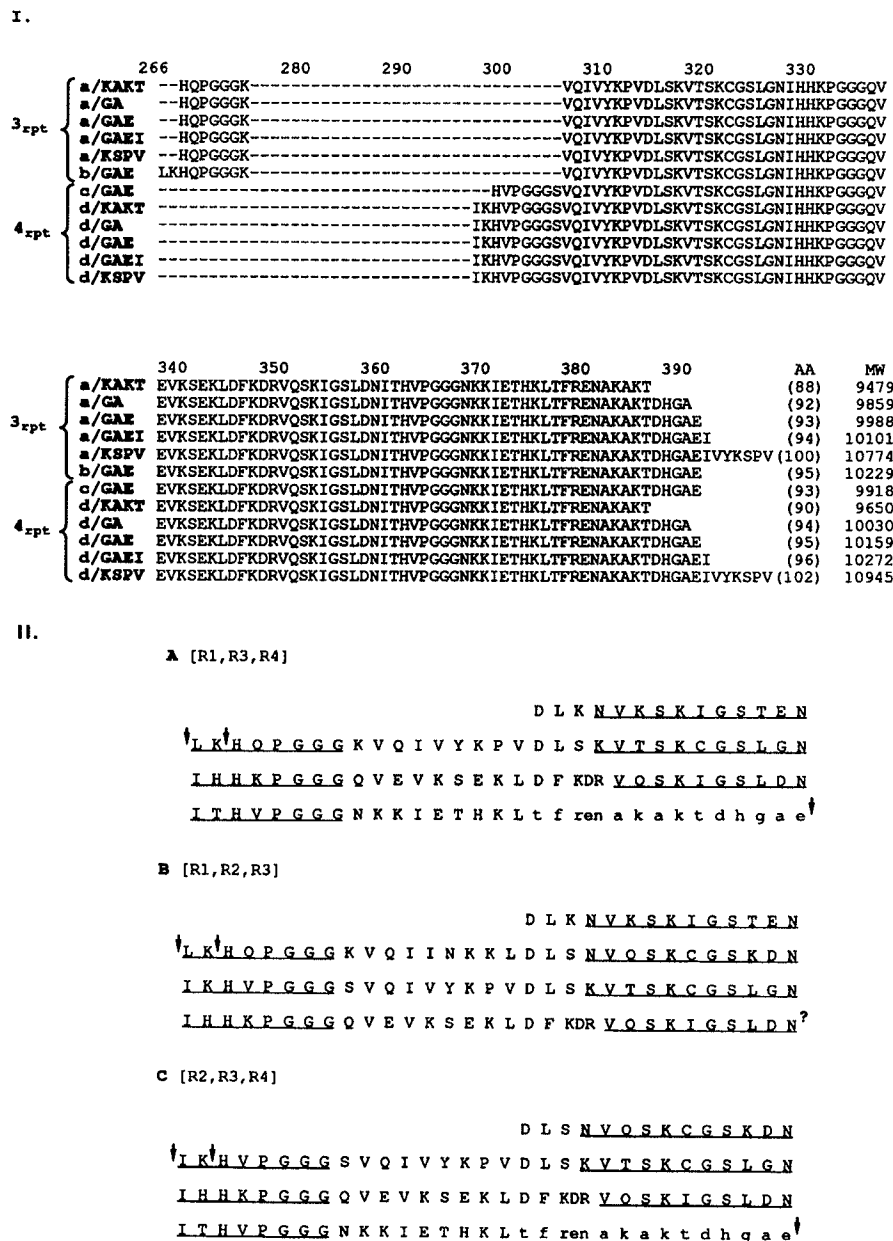 I.
266 280 290 300 310 320 330
a/KAKT --HQPGGGK-------------------------------VQIVYKPVDLSKVTSKCGSLGNIHHKPGGGQV
a/GA --HQPGGGK-------------------------------VQIVYKPVDLSKVTSKCGSLGNIHHKPGGGQV
a/GAE --HQPGGGK-------------------------------VQIVYKPVDLSKVTSKCGSLGNIHHKPGGGQV
3rpt
a/GAEI --HQPGGGK-------------------------------VQIVYKPVDLSKVTSKCGSLGNIHHKPGGGQV
a/KSPV --HQPGGGK-------------------------------VQIVYKPVDLSKVTSKCGSLGNIHHKPGGGQV
b/GAE LKHQPGGGK-------------------------------VQIVYKPVDLSKVTSKCGSLGNIHHKPGGGQV
c/GAE ---------------------------------HVPGGGSVQIVYKPVDLSKVTSKCGSLGNIHHKPGGGQV
d/KAKT -------------------------------IKHVPGGGSVQIVYKPVDLSKVTSKCGSLGNIHHKPGGGQV
4rpt d/GA -------------------------------IKHVPGGGSVQIVYKPVDLSKVTSKCGSLGNIHHKPGGGQV
d/GAE -------------------------------IKHVPGGGSVQIVYKPVDLSKVTSKCGSLGNIHHKPGGGQV
d/GAEI -------------------------------IKHVPGGGSVQIVYKPVDLSKVTSKCGSLGNIHHKPGGGQV
d/KSPV -------------------------------IKHVPGGGSVQIVYKPVDLSKVTSKCGSLGNIHHKPGGGQV
340 350 360 370 380 390 AA MW
a/KAKT EVKSEKLDFKDRVQSKIGSLDNITHVPGGGNKKIETHKLTFRENAKAKT (88) 9479
a/GA EVKSEKLDFKDRVQSKIGSLDNITHVPGGGNKKIETHKLTFRENAKAKTDHGA (92) 9859
3rpt a/GAE EVKSEKLDFKDRVQSKIGSLDNITHVPGGGNKKIETHKLTFRENAKAKTDHGAE (93) 9988
a/GAEI EVKSEKLDFKDRVQSKIGSLDNITHVPGGGNKKIETHKLTFRENAKAKTDHGAEI (94) 10101
a/KSPV EVKSEKLDFKDRVQSKIGSLDNITHVPGGGNKKIETHKLTFRENAKAKTDHGAEIVYKSPV (100) 10774
b/GAE EVKSEKLDFKDRVQSKIGSLDNITHVPGGGNKKIETHKLTFRENAKAKTDHGAE (95) 10229
c/GAE EVKSEKLDFKDRVQSKIGSLDNITHVPGGGNKKIETHKLTFRENAKAKTDHGAE (93) 9918
d/KAKT EVKSEKLDFKDRVQSKIGSLDNITHVPGGGNKKIETHKLTFRENAKAKT (90) 9650
4rpt d/GA EVKSEKLDFKDRVQSKIGSLDNITHVPGGGNKKIETHKLTFRENAKAKTDHGA (94) 10030
d/GAE EVKSEKLDFKDRVQSKIGSLDNITHVPGGGNKKIETHKLTFRENAKAKTDHGAE (95) 10159
d/GAEI EVKSEKLDFKDRVQSKIGSLDNITHVPGGGNKKIETHKLTFRENAKAKTDHGAEI (96) 10272
d/KSPV EVKSEKLDFKDRVQSKIGSLDNITHVPGGGNKKIETHKLTFRENAKAKTDHGAEIVYKSPV (102) 10945
II.
A [R1,R3,R4]
D L K N V K S K I G S T E N
L K H Q P G G G K V Q I V Y K P V D L S K V T S K C G S L G N
I H H K P G G G Q V E V K S E K L D F KDR V Q S K I G S L D N
I T H V P G G G N K K I E T H K L t f ren a k a k t d h g a e
B [R1,R2,R3]
D L K N V K S K I G S T E N
L K H Q P G G G K V Q I I N K K L D L S N V Q S K C G S K D N
I K H V P G G G S V Q I V Y K P V D L S K V T S K C G S L G N
I H H K P G G G Q V E V K S E K L D F KDR V Q S K I G S L D N ?
C [R2,R3,R4]
D L S N V Q S K C G S K D N
I K H V P G G G S V Q I V Y K P V D L S K V T S K C G S L G N
I H H K P G G G Q V E V K S E K L D F KDR V Q S K I G S L D N
I T H V P G G G N K K I E T H K L t f ren a k a k t d h g a e